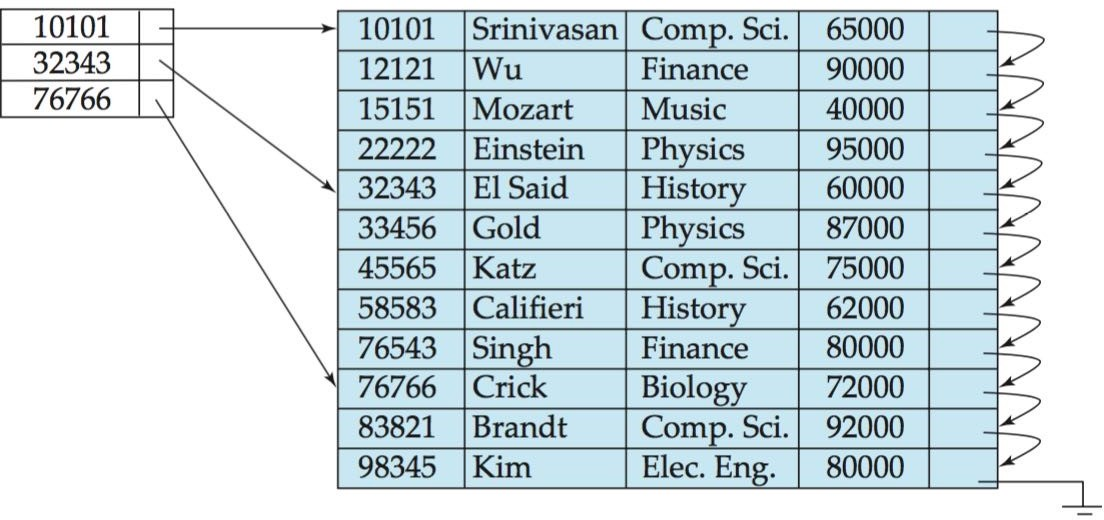 10101
32343
76766
10101 Srinivasan Comp. Sci. 65000
12121 Wu Finance 90000
15151 Mozart Music 40000
22222 Einstein Physics 95000
32343 El Said History 60000
33456 Gold Physics 87000
45565 Katz Comp. Sci. 75000
58583 Califieri History 62000
76543 Singh Finance 80000
76766 Crick Biology 72000
83821 Brandt Comp. Sci. 92000
98345 Kim Elec. Eng. 80000